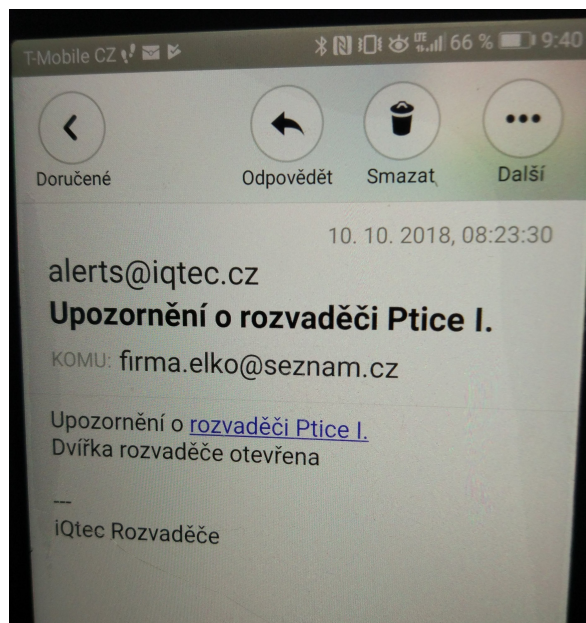 T-Mobile CZ LTE 66 % 9:40
Doručené Odpovědět Smazat Další
10. 10. 2018, 08:23:30
alerts@iqtec.cz
Upozornění o rozvaděči Ptice I.
KOMU: firma.elko@seznam.cz
Upozornění o rozvaděči Ptice I.
Dvířka rozvaděče otevřena
---
iQtec Rozvaděče